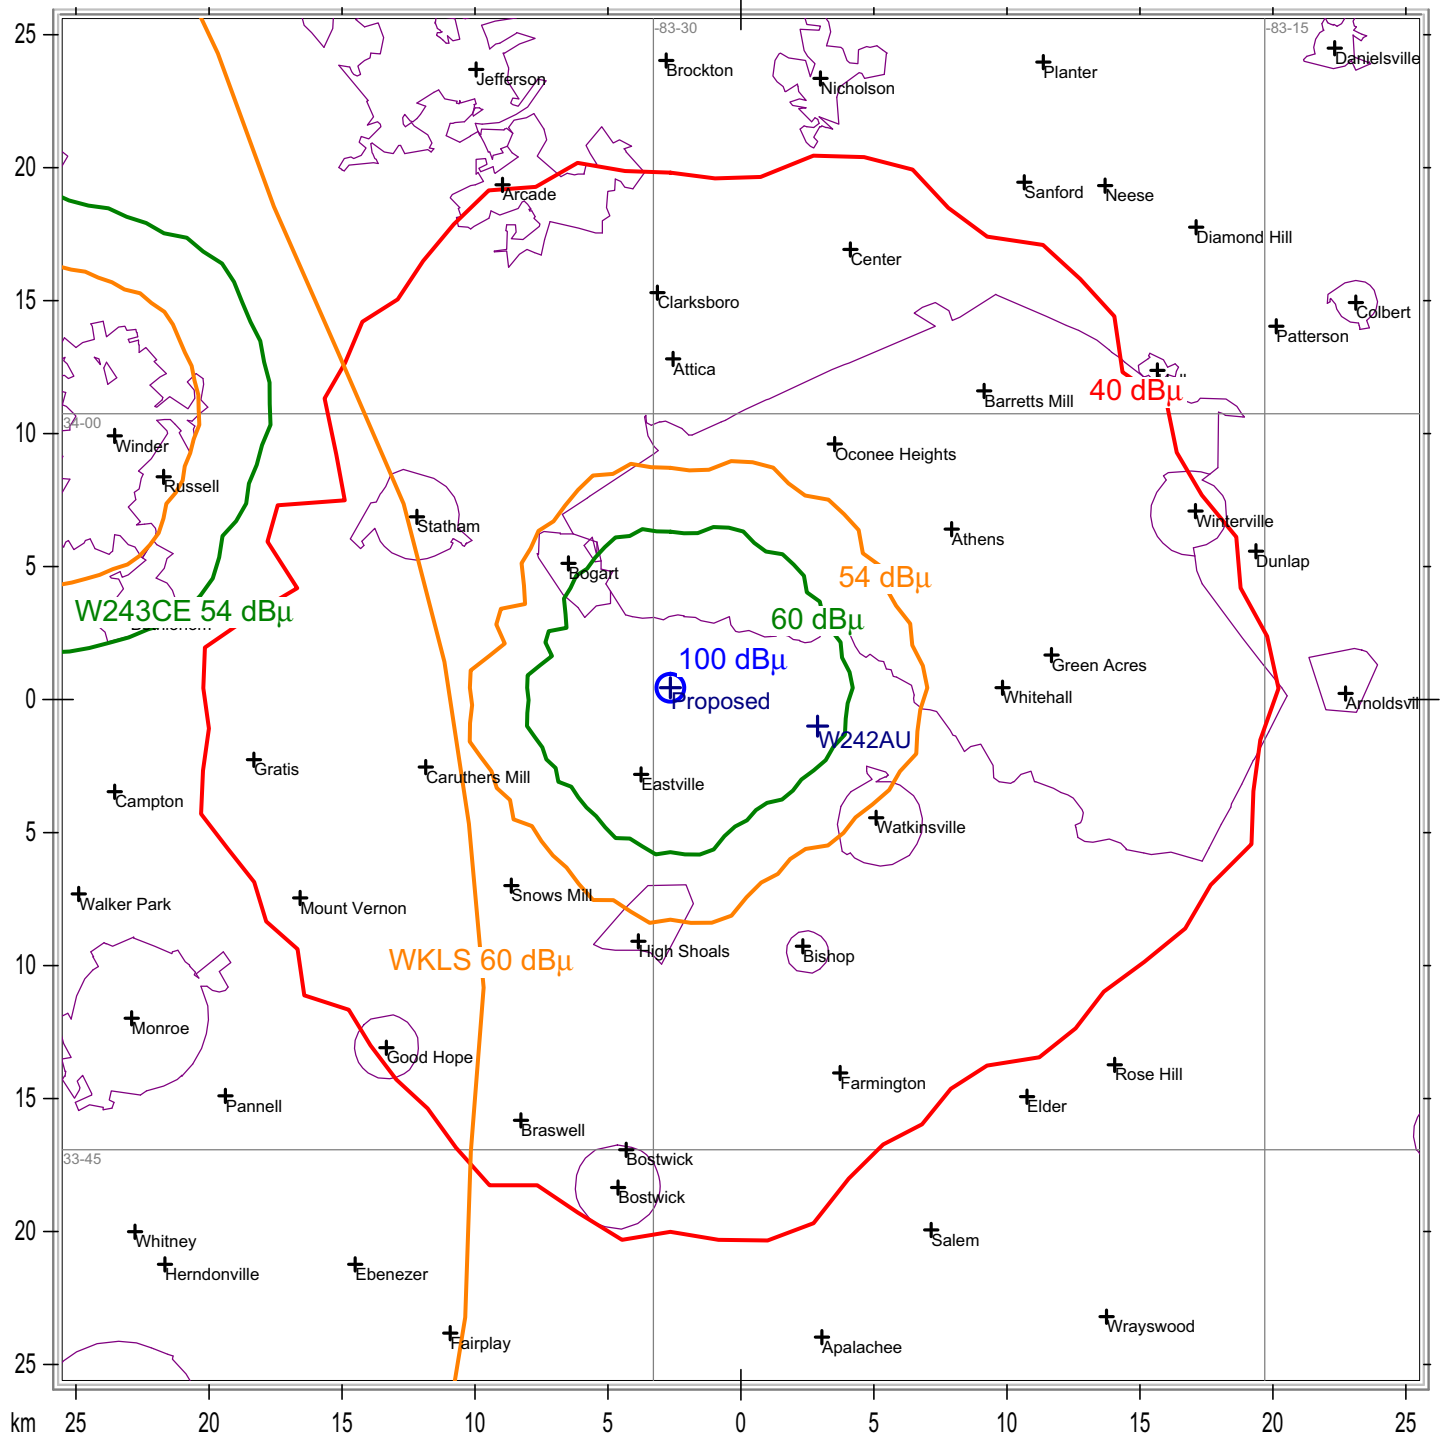 25
-83-30
-83-15
Danielsville
Jefferson
Brockton
Nicholson
Planter
20
Arcade
Sanford
Neese
Diamond Hill
Center
15
Clarksboro
Colbert
Patterson
Attica
40 dBμ
Barretts Mill
34-00
10
Winder
Oconee Heights
Russell
Statham
Winterville
Athens
5
Dunlap
Bogart
54 dBμ
W243CE 54 dBμ
60 dBμ
100 dBμ
Green Acres
Whitehall
0
Proposed
Arnoldsvil
W242AU
Gratis
Caruthers Mill
Eastville
Campton
5
Watkinsville
Snows Mill
Walker Park
Mount Vernon
High Shoals
Bishop
WKLS 60 dBμ
10
Monroe
Good Hope
Farmington
Rose Hill
15
Pannell
Elder
Braswell
33-45
Bostwick
Bostwick
20
Whitney
Salem
Herndonville
Ebenezer
Wrayswood
Fairplay
Apalachee
25
km 25 20 15 10 5 0 5 10 15 20 25